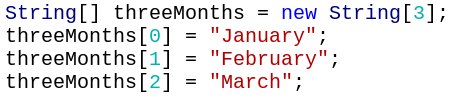 String[] threeMonths = new String[3];
threeMonths[0] = "January";
threeMonths[1] = "February";
threeMonths[2] = "March";